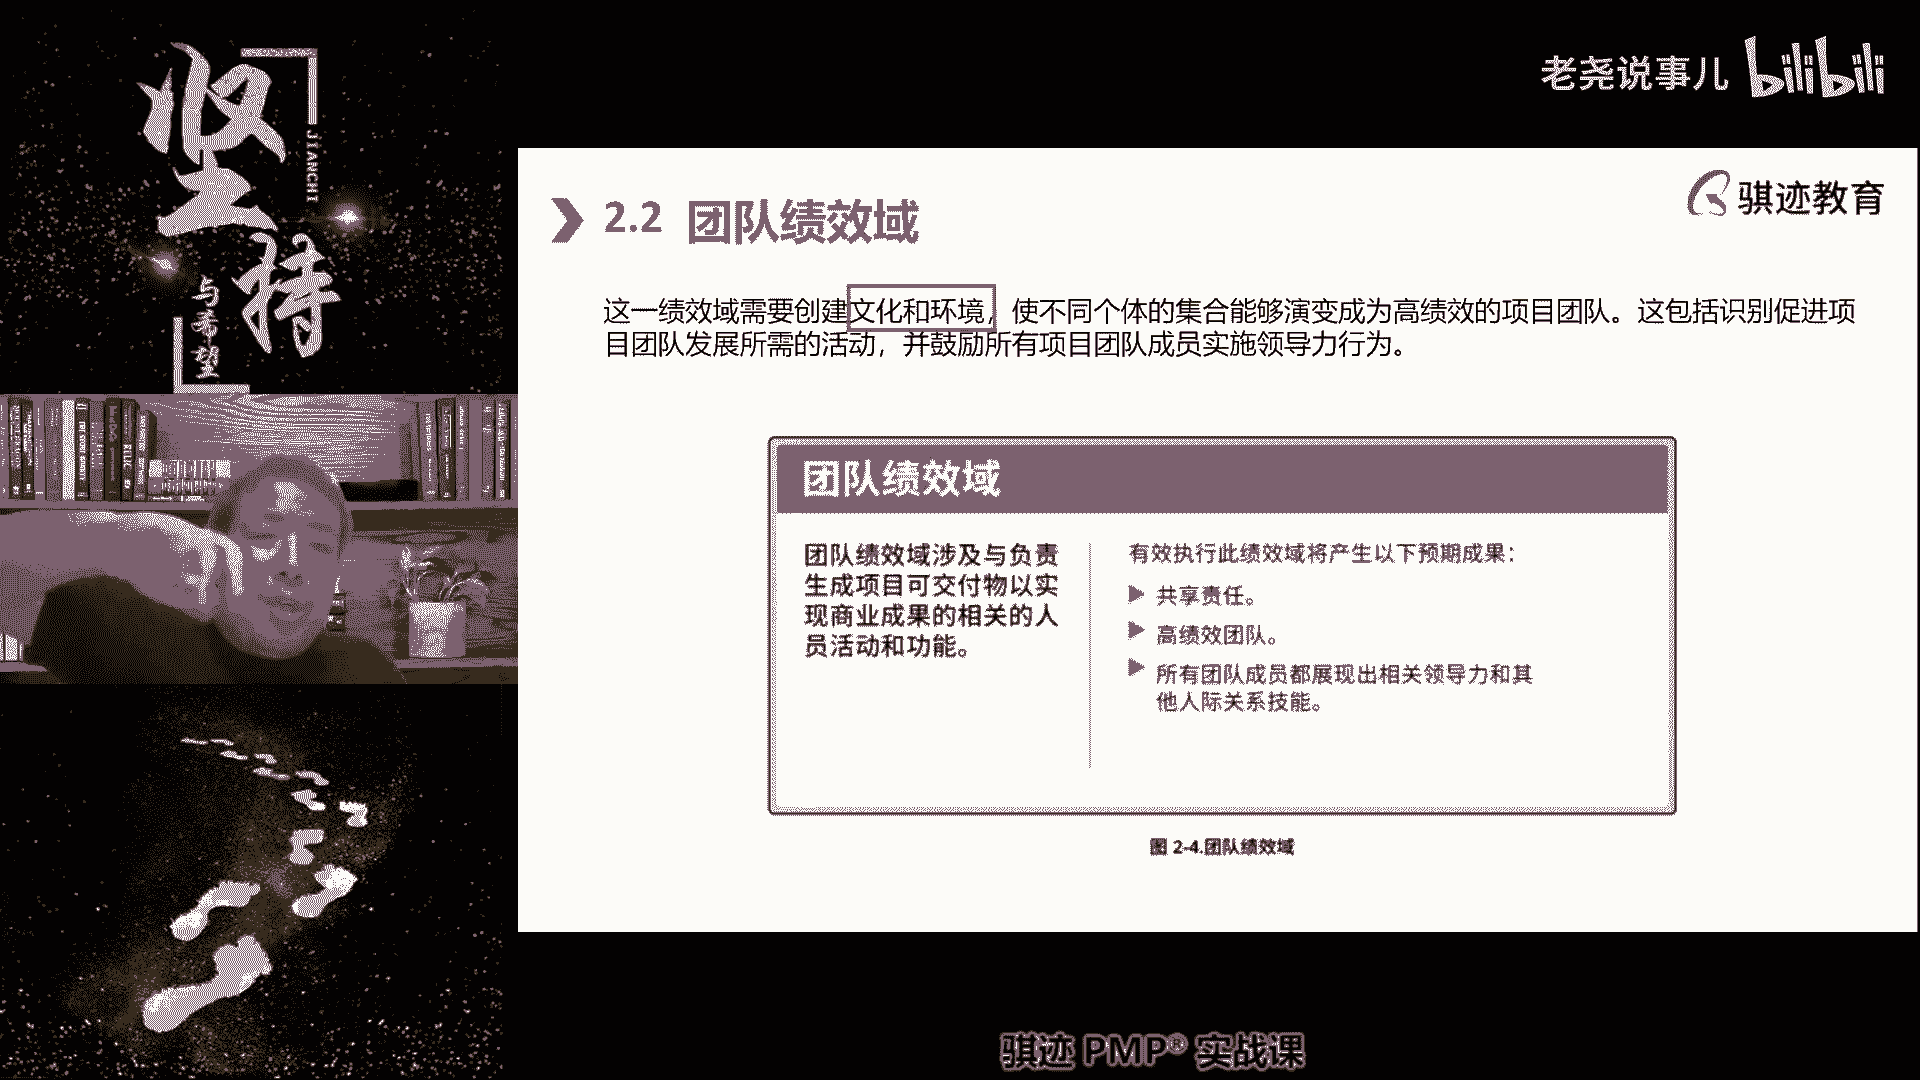 坚持
JIANCHI
与希望
老尧说事儿 bilibili
骐迹教育
2.2 团队绩效域
这一绩效域需要创建文化和环境，使不同个体的集合能够演变成为高绩效的项目团队。这包括识别促进项
目团队发展所需的活动，并鼓励所有项目团队成员实施领导力行为。
团队绩效域
团队绩效域涉及与负责
生成项目可交付物以实
现商业成果的相关的人
员活动和功能。
有效执行此绩效域将产生以下预期成果：
▶ 共享责任。
▶ 高绩效团队。
▶ 所有团队成员都展现出相关领导力和其
他人际关系技能。
图 2-4.团队绩效域
骐迹 PMP® 实战课